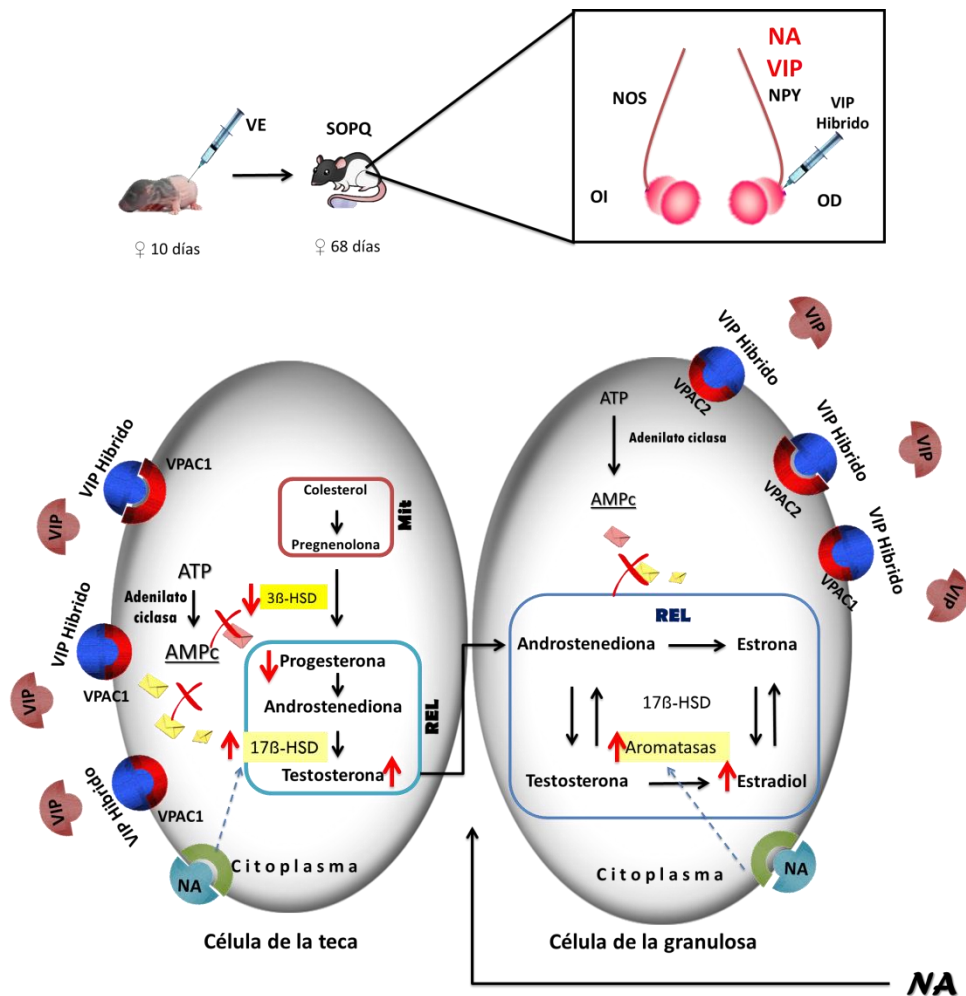 VE
SOPQ
♀ 10 días
♀ 68 días
NA
VIP
NOS
NPY
VIP
Hibrido
OI
OD
VIP Hibrido
VPAC1
VIP
VIP Hibrido
VPAC1
VIP
VIP Hibrido
VPAC1
VIP
Colesterol
Pregnenolona
Mit
ATP
Adenilato
ciclasa
AMPc
3ß-HSD
Progesterona
Androstenediona
17ß-HSD
Testosterona
REL
NA
Citoplasma
Célula de la teca
VIP Hibrido
VPAC2
VIP
VIP Hibrido
VPAC2
VIP
VIP Hibrido
VPAC1
VIP
ATP
Adenilato ciclasa
AMPc
REL
Androstenediona
Estrona
17ß-HSD
Aromatasas
Testosterona
Estradiol
Citoplasma
NA
Célula de la granulosa
NA